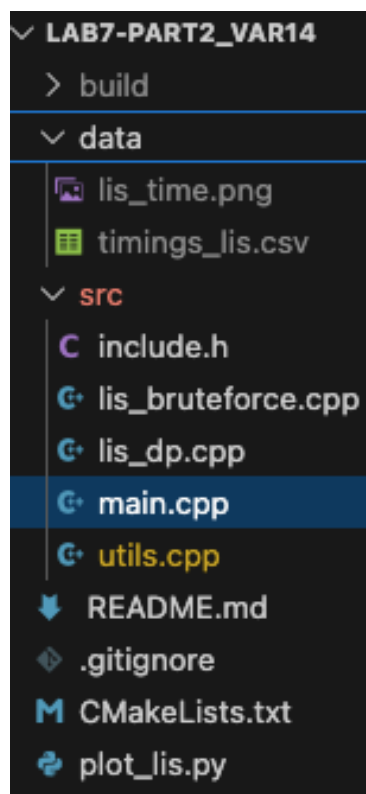 LAB7-PART2_VAR14
build
data
lis_time.png
timings_lis.csv
src
C include.h
lis_bruteforce.cpp
lis_dp.cpp
main.cpp
utils.cpp
README.md
.gitignore
M CMakeLists.txt
plot_lis.py